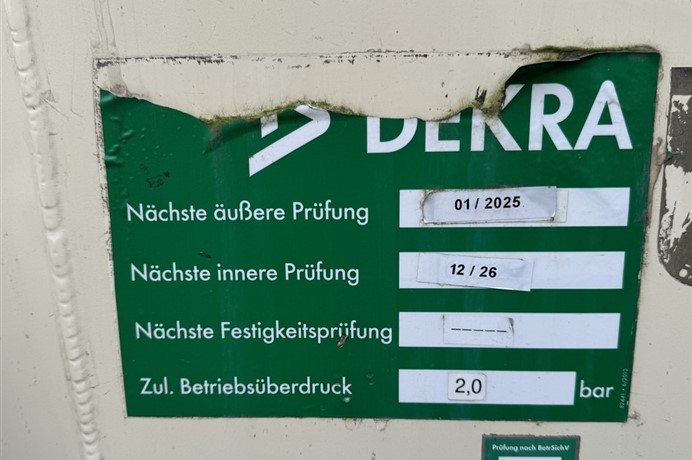 DEKRA
Nächste äußere Prüfung 01 / 2025
Nächste innere Prüfung 12 / 26
Nächste Festigkeitsprüfung -----
Zul. Betriebsüberdruck 2,0 bar
Prüfung nach BetrSichV